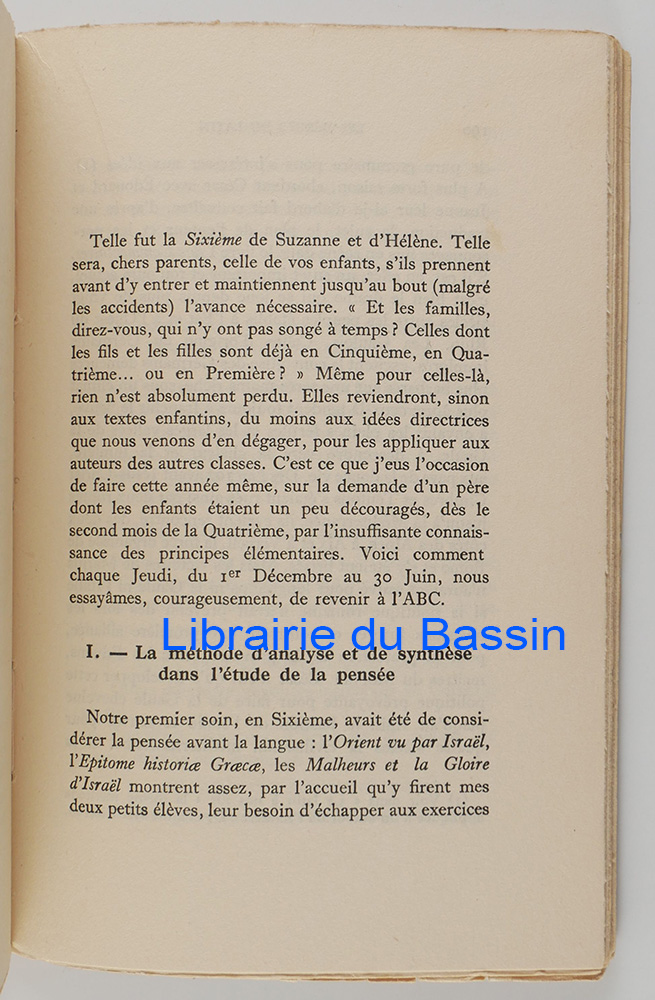 Telle fut la Sixième de Suzanne et d'Hélène. Telle
sera, chers parents, celle de vos enfants, s'ils prennent
avant d'y entrer et maintiennent jusqu'au bout (malgré
les accidents) l'avance nécessaire. « Et les familles,
direz-vous, qui n'y ont pas songé à temps ? Celles dont
les fils et les filles sont déjà en Cinquième, en Qua-
trième... ou en Première ? » Même pour celles-là,
rien n'est absolument perdu. Elles reviendront, sinon
aux textes enfantins, du moins aux idées directrices
que nous venons d'en dégager, pour les appliquer aux
auteurs des autres classes. C'est ce que j'eus l'occasion
de faire cette année même, sur la demande d'un père
dont les enfants étaient un peu découragés, dès le
second mois de la Quatrième, par l'insuffisante connais-
sance des principes élémentaires. Voici comment
chaque Jeudi, du 1er Décembre au 30 Juin, nous
essayâmes, courageusement, de revenir à l'ABC.
Librairie du Bassin
I. — La méthode d'analyse et de synthèse
dans l'étude de la pensée
Notre premier soin, en Sixième, avait été de consi-
dérer la pensée avant la langue : l'Orient vu par Israël,
l'Epitome historiæ Græcæ, les Malheurs et la Gloire
d'Israël montrent assez, par l'accueil qu'y firent mes
deux petits élèves, leur besoin d'échapper aux exercices